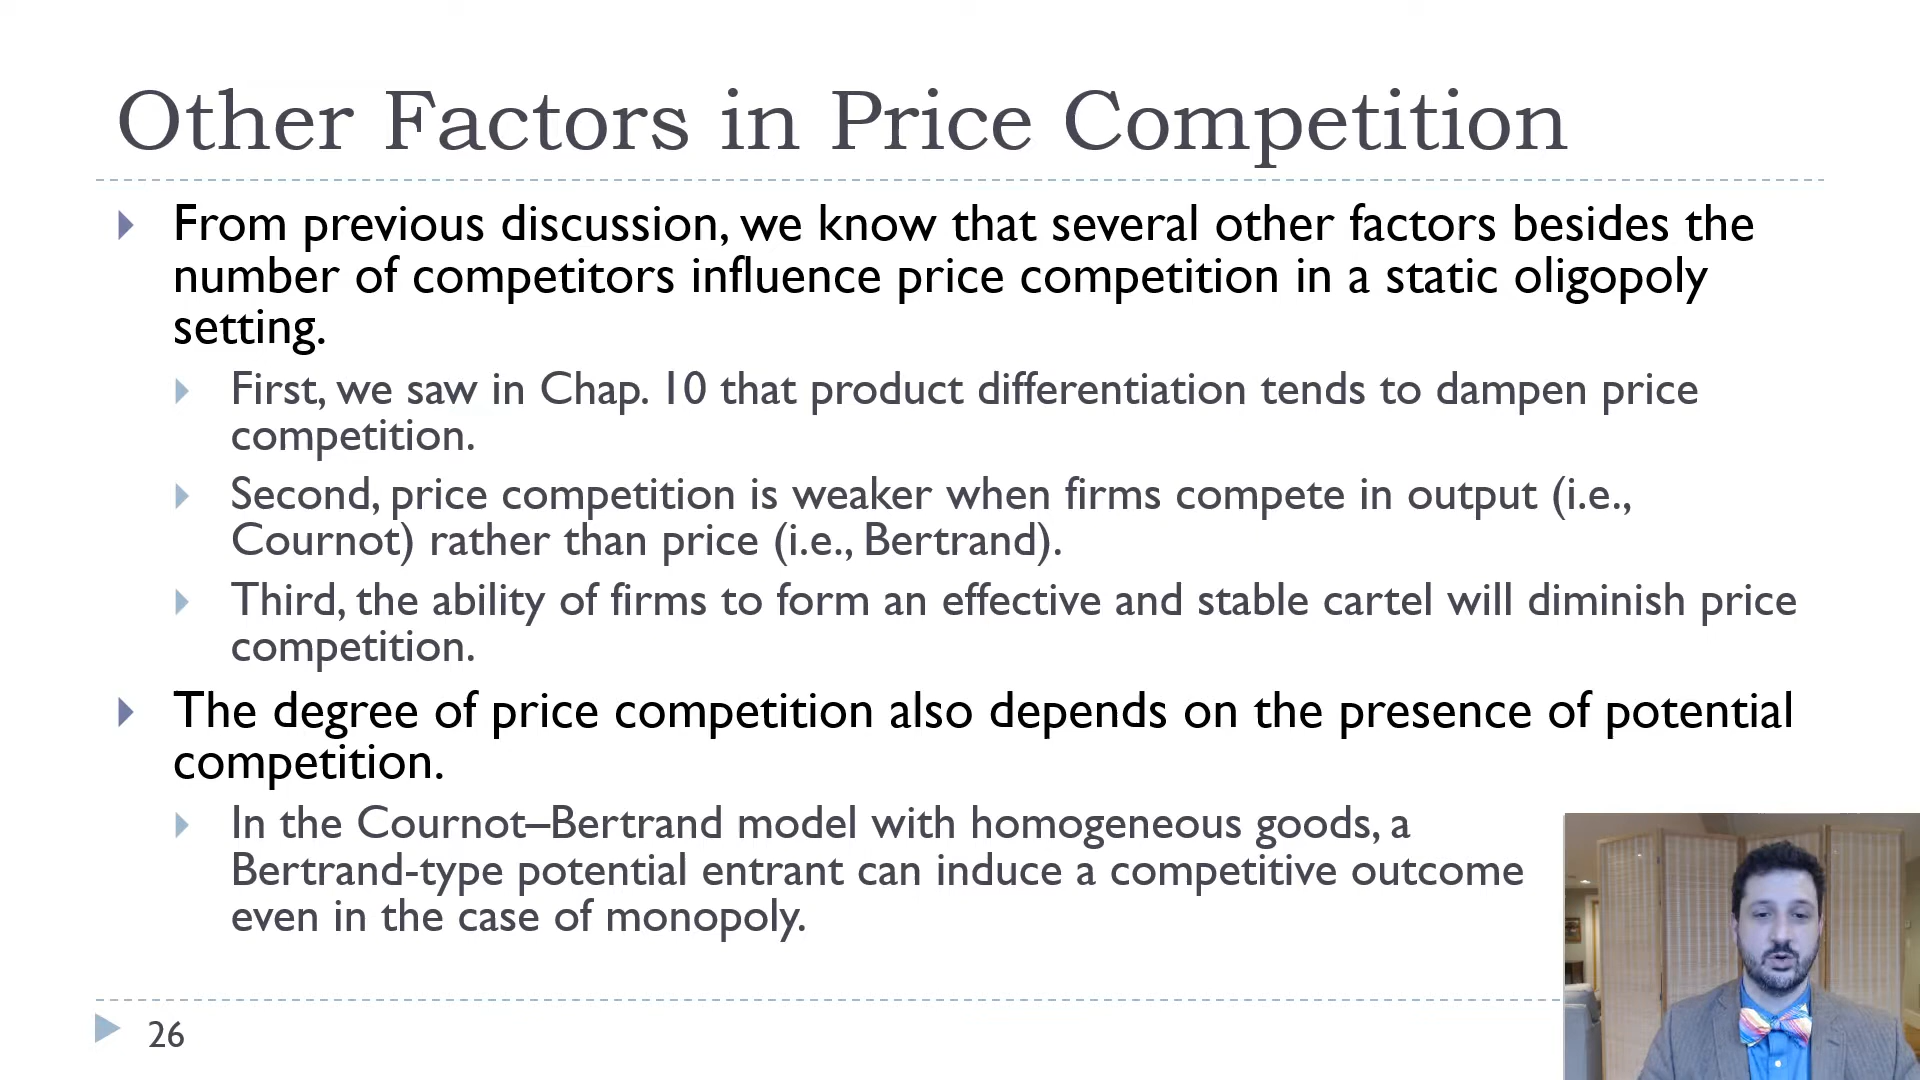 Other Factors in Price Competition
From previous discussion, we know that several other factors besides the
number of competitors influence price competition in a static oligopoly
setting.
First, we saw in Chap. 10 that product differentiation tends to dampen price
competition.
Second, price competition is weaker when firms compete in output (i.e.,
Cournot) rather than price (i.e., Bertrand).
Third, the ability of firms to form an effective and stable cartel will diminish price
competition.
The degree of price competition also depends on the presence of potential
competition.
In the Cournot–Bertrand model with homogeneous goods, a
Bertrand-type potential entrant can induce a competitive outcome
even in the case of monopoly.
26